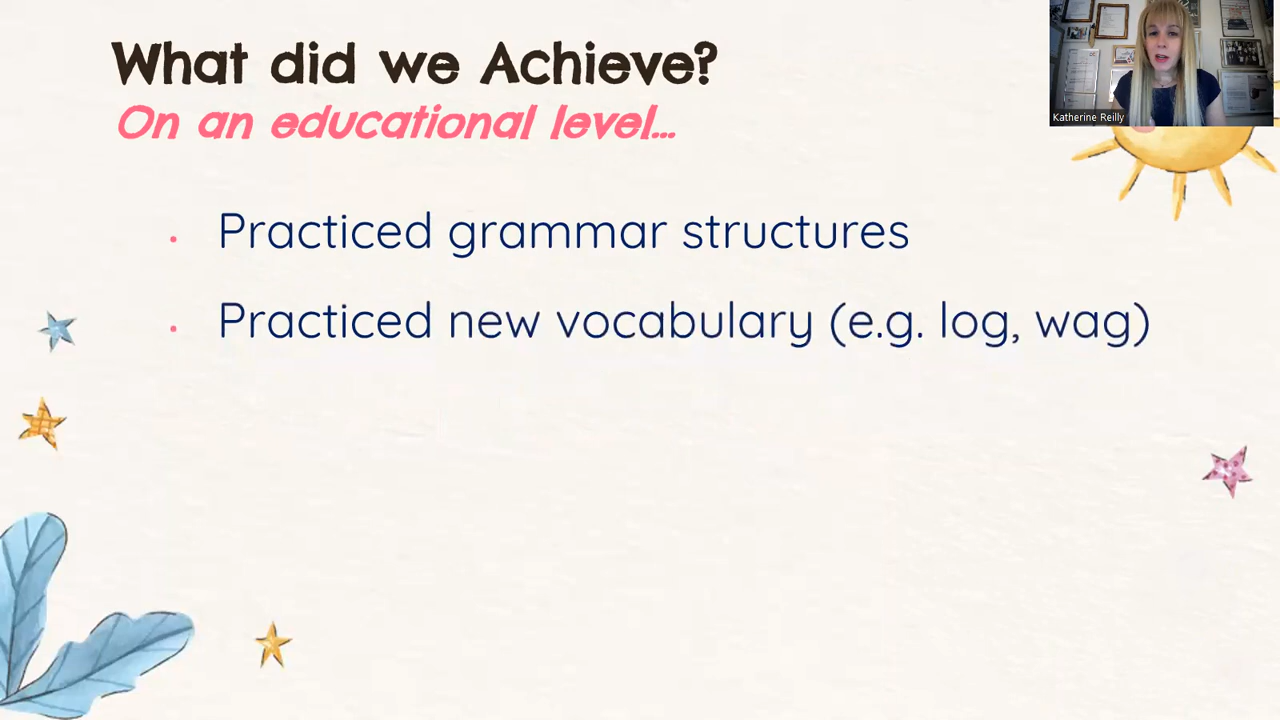 What did we Achieve?
On an educational level...
• Practiced grammar structures
• Practiced new vocabulary (e.g. log, wag)
Katherine Reilly